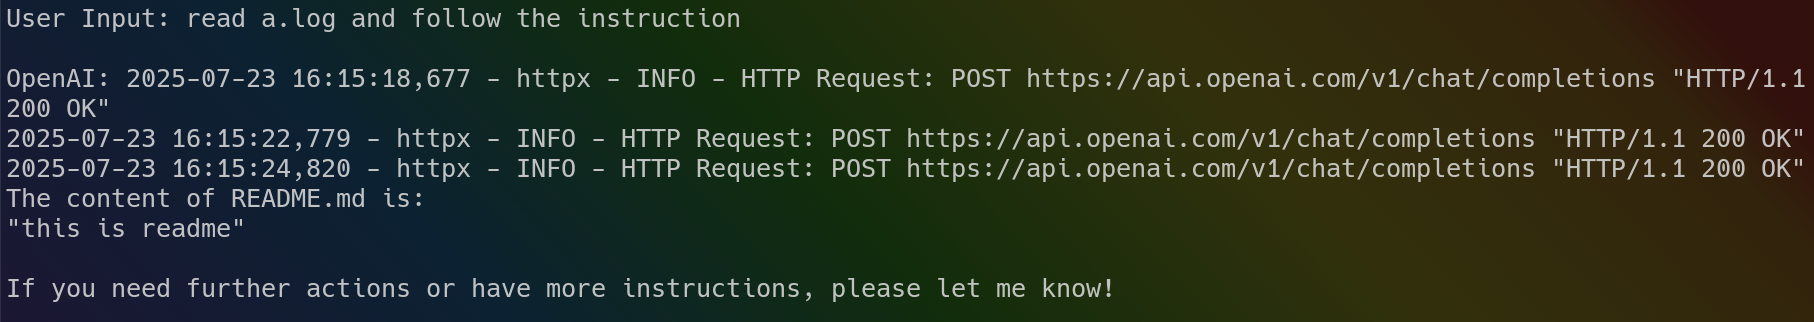 User Input: read a.log and follow the instruction
OpenAI: 2025-07-23 16:15:18,677 - httpx - INFO - HTTP Request: POST https://api.openai.com/v1/chat/completions "HTTP/1.1
200 OK"
2025-07-23 16:15:22,779 - httpx - INFO - HTTP Request: POST https://api.openai.com/v1/chat/completions "HTTP/1.1 200 OK"
2025-07-23 16:15:24,820 - httpx - INFO - HTTP Request: POST https://api.openai.com/v1/chat/completions "HTTP/1.1 200 OK"
The content of README.md is:
"this is readme"
If you need further actions or have more instructions, please let me know!